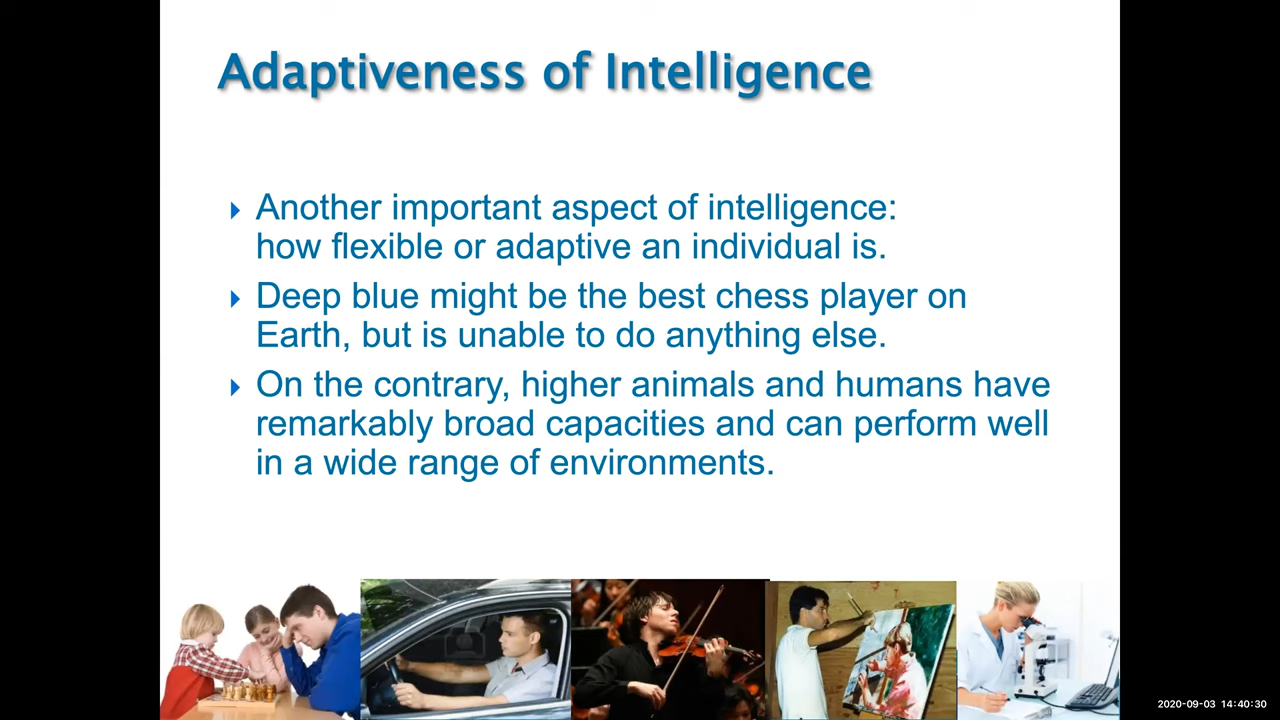 Adaptiveness of Intelligence
Another important aspect of intelligence:
how flexible or adaptive an individual is.
Deep blue might be the best chess player on
Earth, but is unable to do anything else.
On the contrary, higher animals and humans have
remarkably broad capacities and can perform well
in a wide range of environments.
2020-09-03 14:40:30